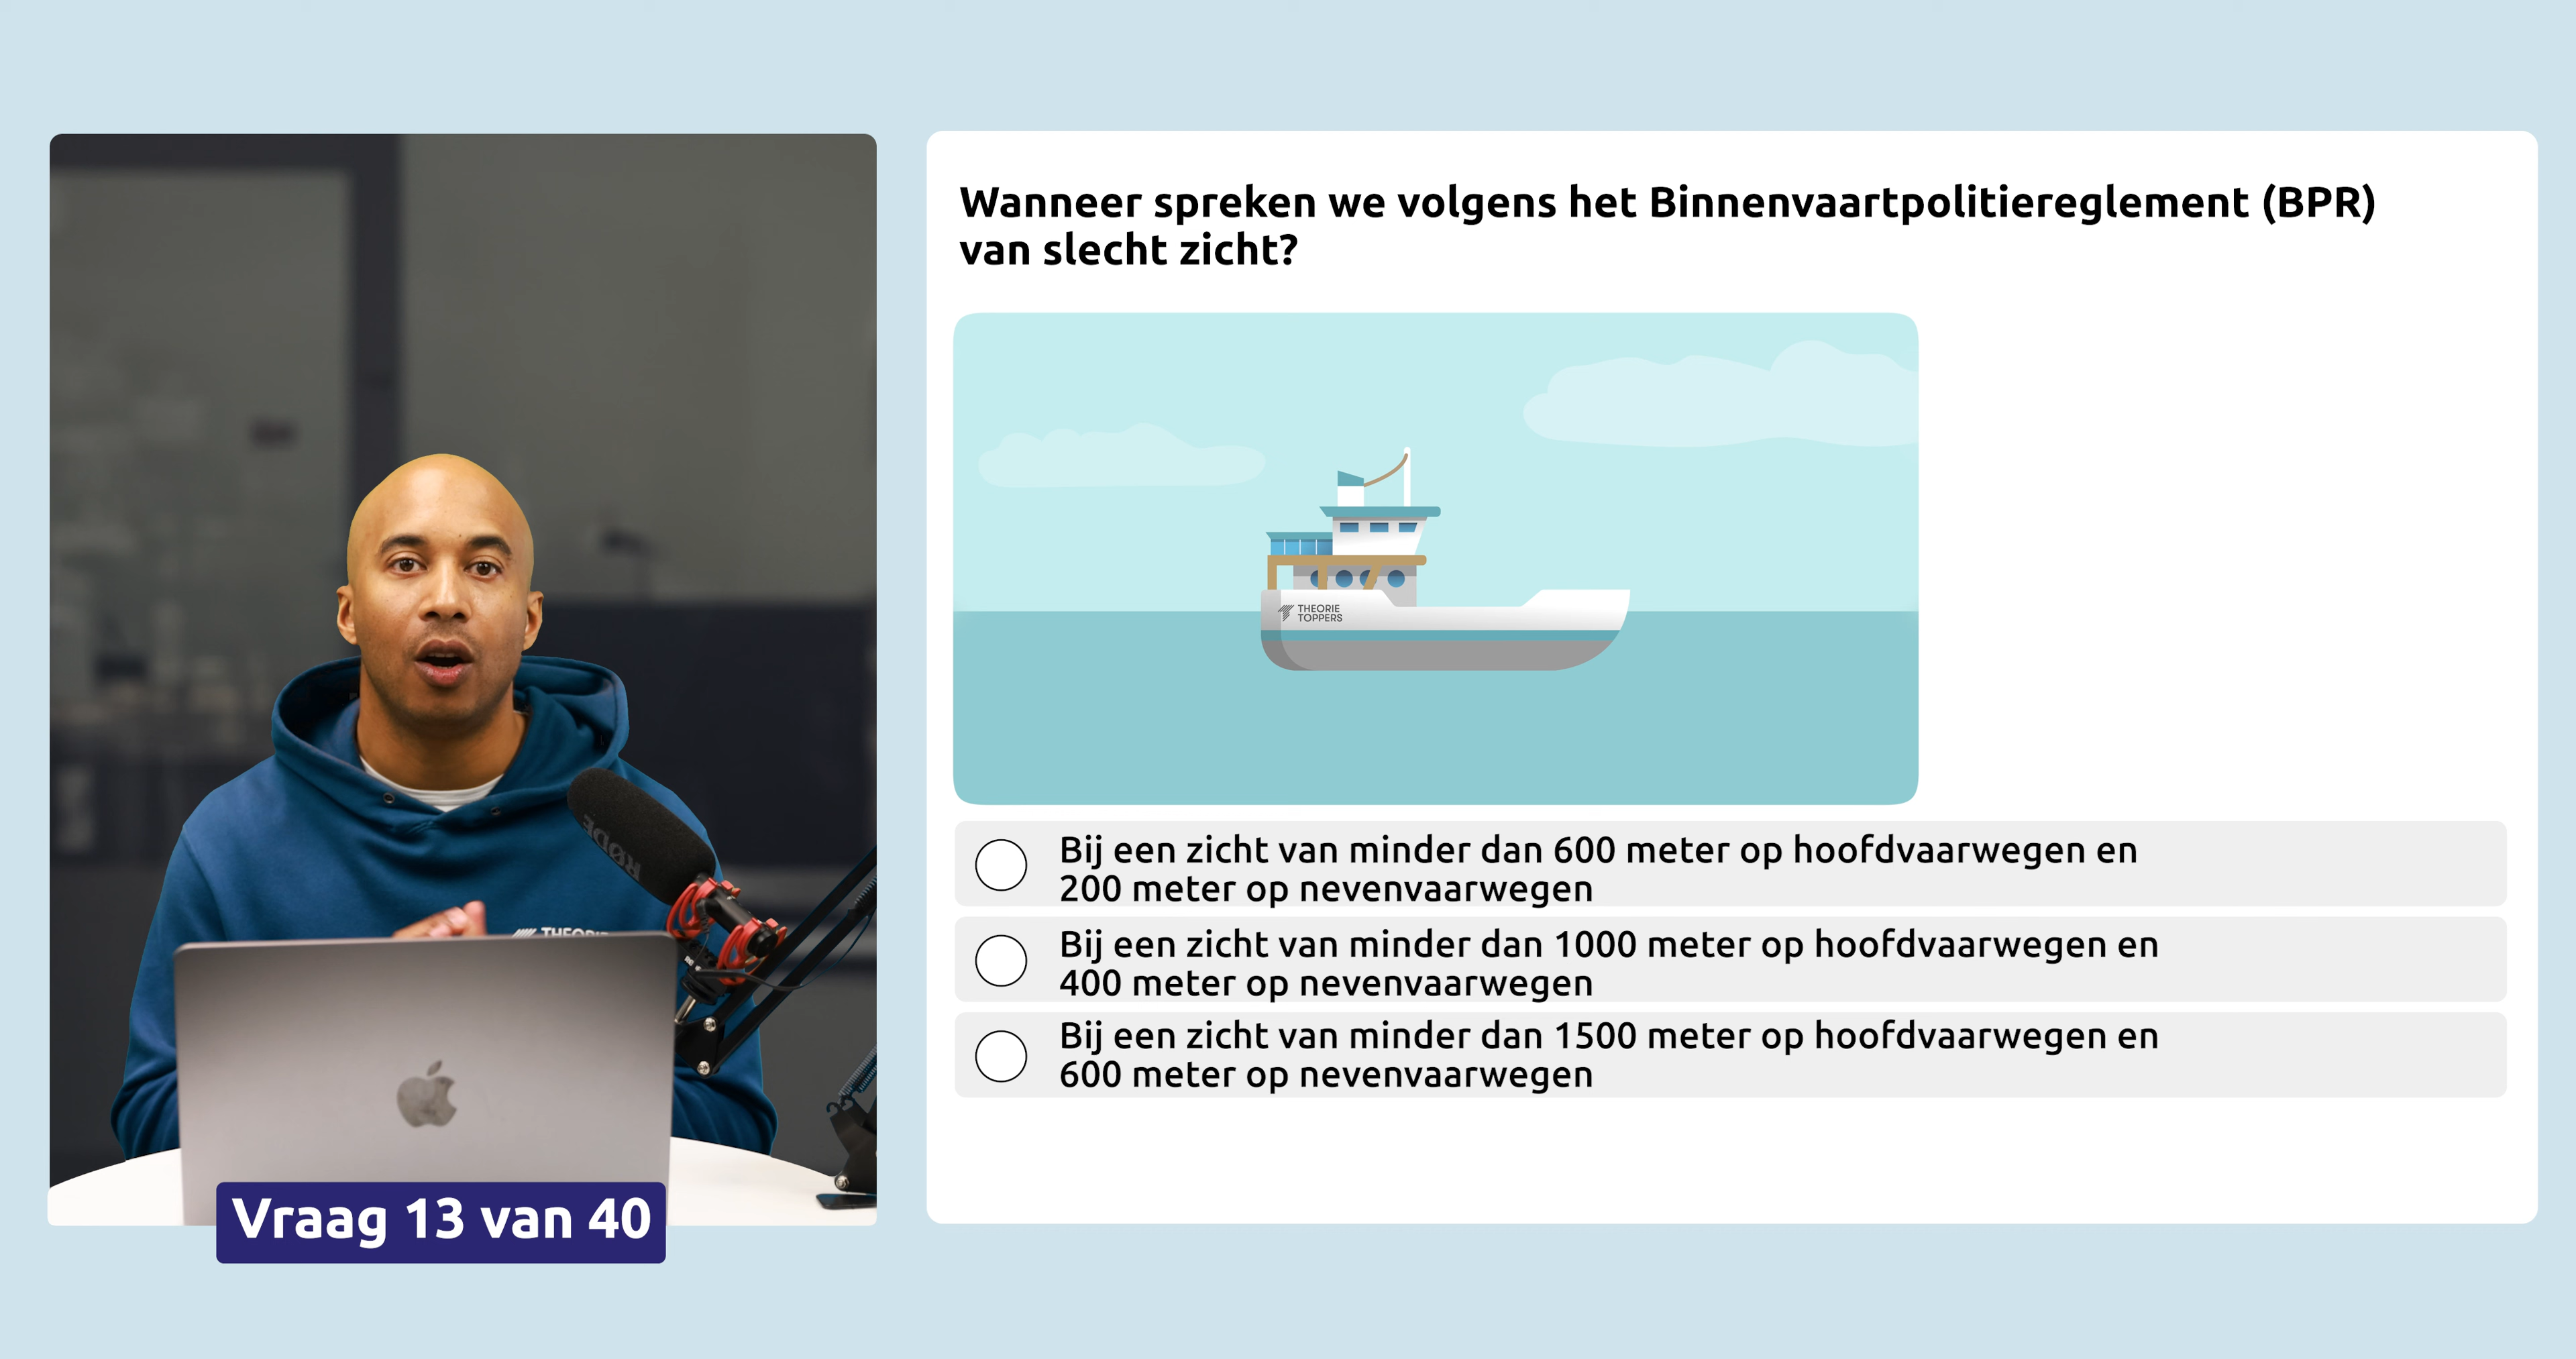 Wanneer spreken we volgens het Binnenvaartpolitiereglement (BPR)
van slecht zicht?
THEORIE
TOPPERS
Bij een zicht van minder dan 600 meter op hoofdvaarwegen en
200 meter op nevenvaarwegen
Bij een zicht van minder dan 1000 meter op hoofdvaarwegen en
400 meter op nevenvaarwegen
Bij een zicht van minder dan 1500 meter op hoofdvaarwegen en
600 meter op nevenvaarwegen
RØDE
Vraag 13 van 40